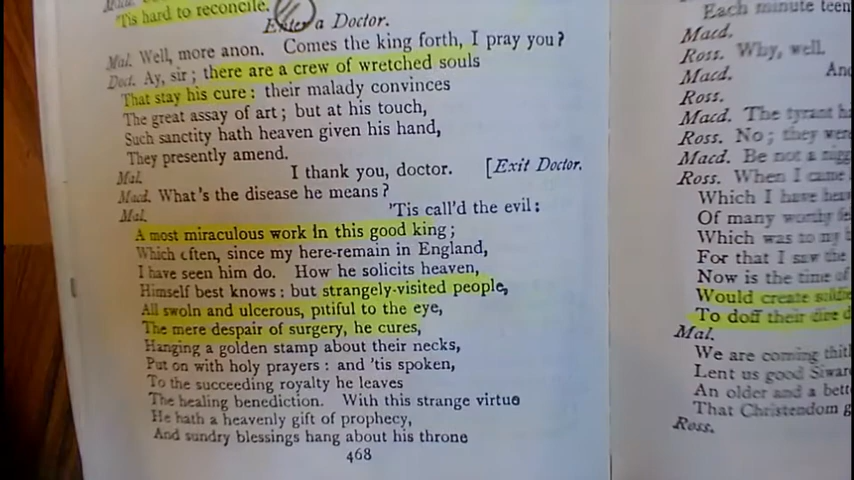 'Tis hard to reconcile.
Enter a Doctor.
Mal. Well, more anon. Comes the king forth, I pray you?
Doct. Ay, sir; there are a crew of wretched souls
That stay his cure: their malady convinces
The great assay of art; but at his touch,
Such sanctity hath heaven given his hand,
They presently amend.
Mal. I thank you, doctor. [Exit Doctor.
Macd. What's the disease he means?
Mal. 'Tis call'd the evil:
A most miraculous work in this good king;
Which often, since my here-remain in England,
I have seen him do. How he solicits heaven,
Himself best knows: but strangely-visited people,
All swoln and ulcerous, pitiful to the eye,
The mere despair of surgery, he cures,
Hanging a golden stamp about their necks,
Put on with holy prayers: and 'tis spoken,
To the succeeding royalty he leaves
The healing benediction. With this strange virtue
He hath a heavenly gift of prophecy,
And sundry blessings hang about his throne
468
Each minute teem
Macd.
Ross. Why, well.
Macd. And
Ross.
Macd. The tyrant
Ross. No; they were
Macd. Be not a
Ross. When I came
Which I have
Of many worthy
Which was to my
For that I saw the
Now is the time of
Would create
To doff their dire
Mal.
We are coming
Lent us good Siward
An older and a
That Christendom
Ross.